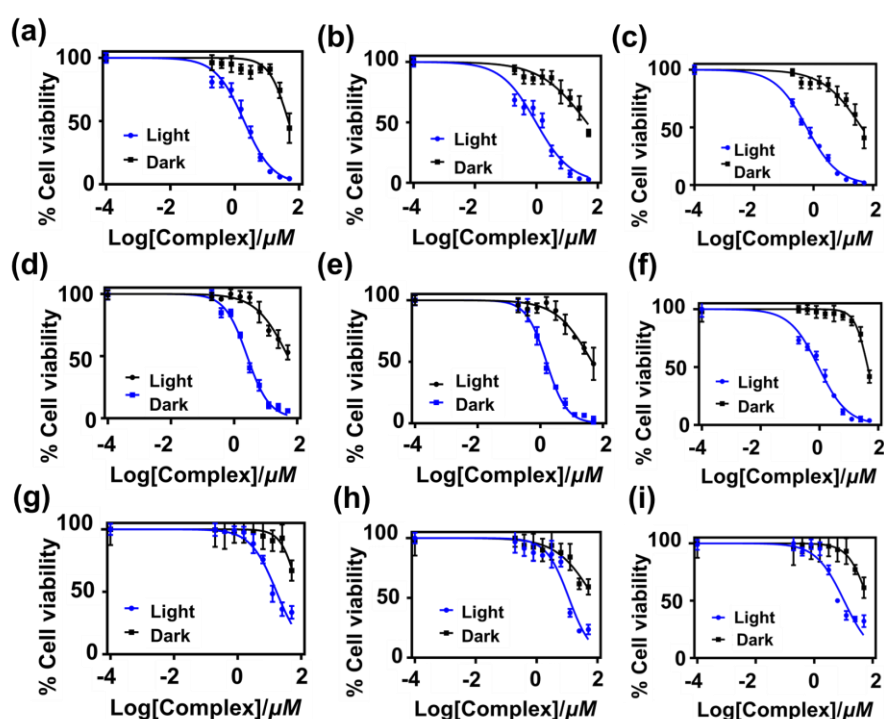 (a)
% Cell viability
100
50
0
Light
Dark
-4 -2 0 2
Log[Complex]/μM
(b)
% Cell viability
100
50
0
Light
Dark
-4 -2 0 2
Log[Complex]/μM
(c)
% Cell viability
100
50
0
Light
Dark
-4 -2 0 2
Log[Complex]/μM
(d)
% Cell viability
100
50
0
Light
Dark
-4 -2 0 2
Log[Complex]/μM
(e)
% Cell viability
100
50
0
Light
Dark
-4 -2 0 2
Log[Complex]/μM
(f)
% Cell viability
100
50
0
Light
Dark
-4 -2 0 2
Log[Complex]/μM
(g)
% Cell viability
100
50
0
Light
Dark
-4 -2 0 2
Log[Complex]/μM
(h)
% Cell viability
100
50
0
Light
Dark
-4 -2 0 2
Log[Complex]/μM
(i)
% Cell viability
100
50
0
Light
Dark
-4 -2 0 2
Log[Complex]/μM